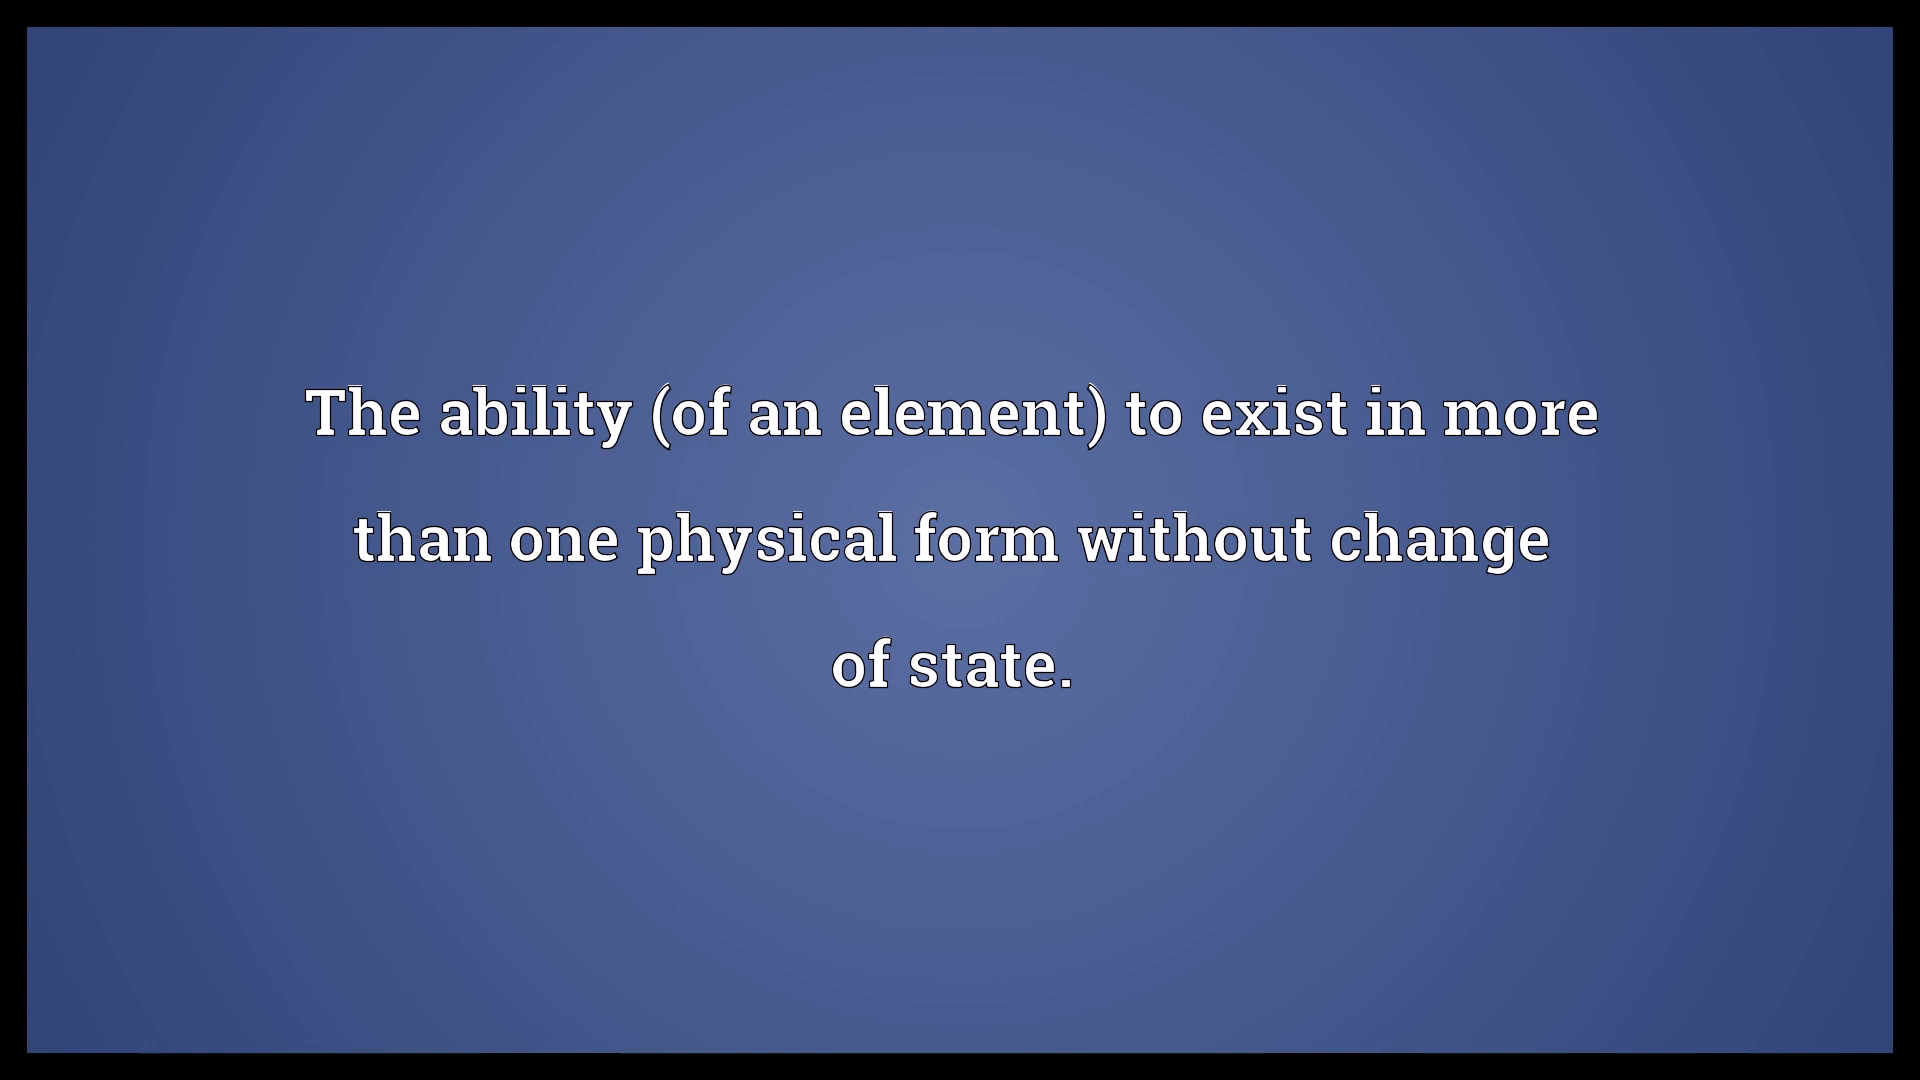 The ability (of an element) to exist in more
than one physical form without change
of state.